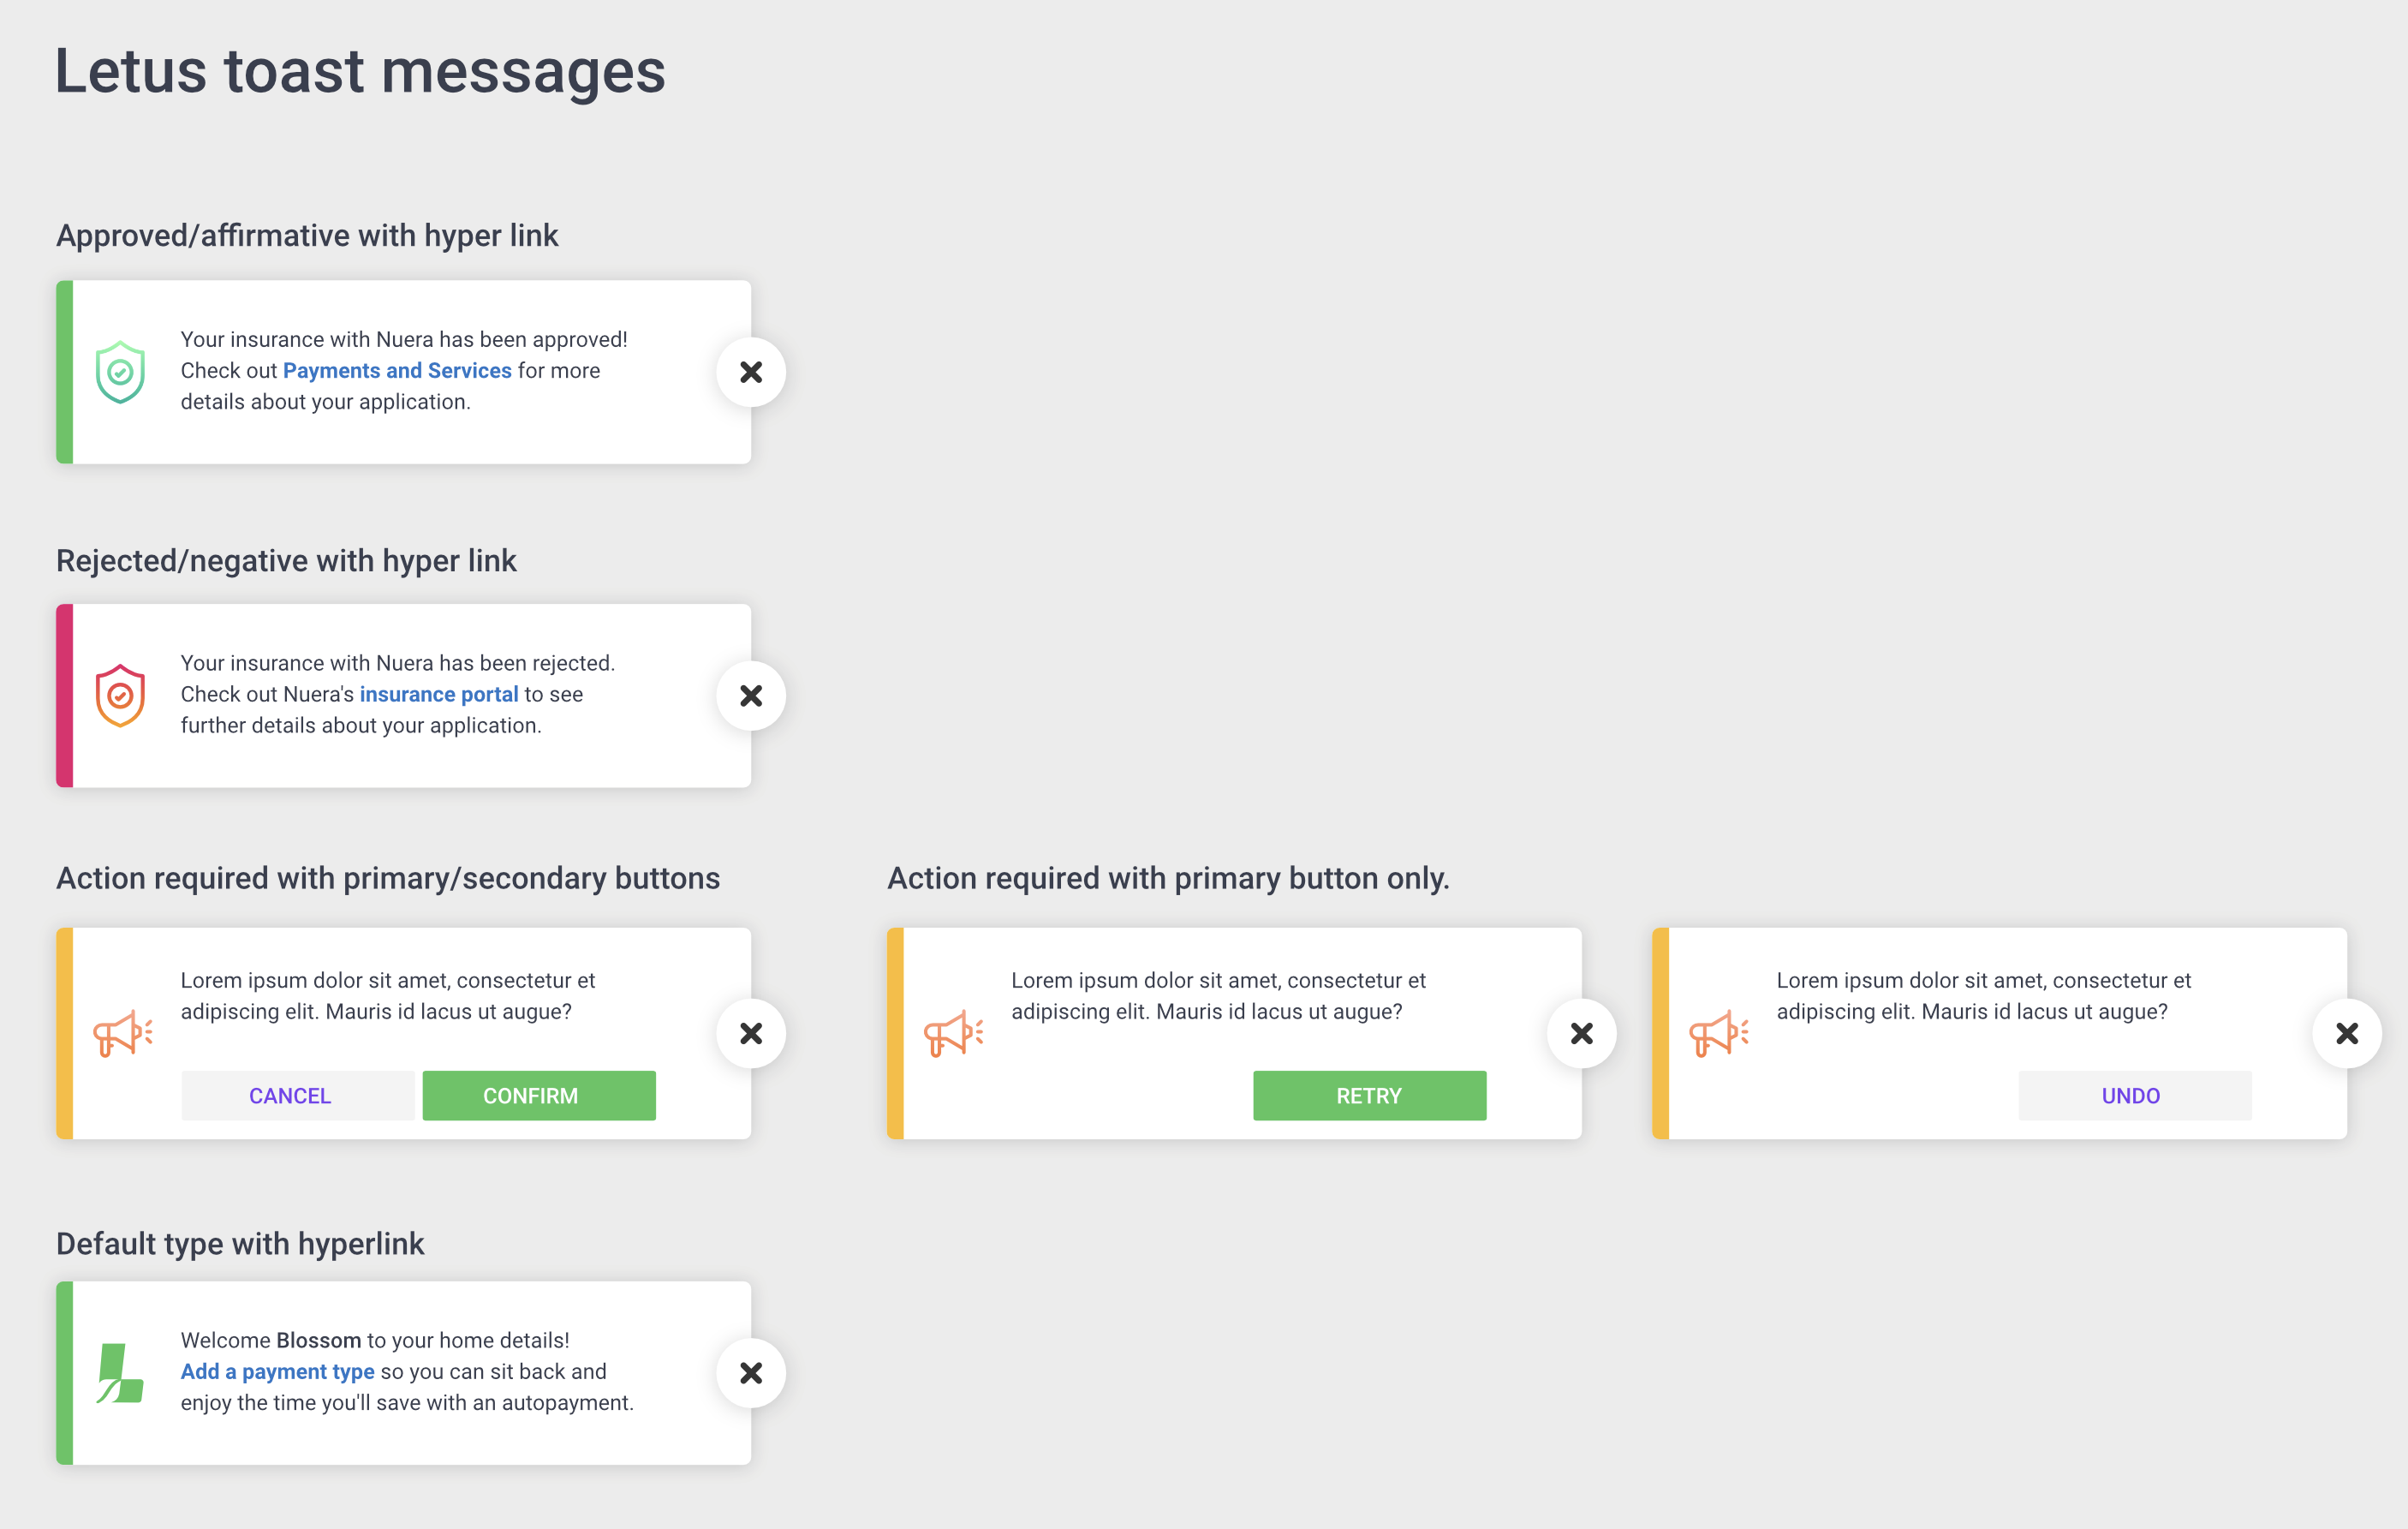 Letus toast messages
Approved/affirmative with hyper link
Your insurance with Nuera has been approved!
Check out Payments and Services for more
details about your application.
Rejected/negative with hyper link
Your insurance with Nuera has been rejected.
Check out Nuera's insurance portal to see
further details about your application.
Action required with primary/secondary buttons
Lorem ipsum dolor sit amet, consectetur et
adipiscing elit. Mauris id lacus ut augue?
CANCEL
CONFIRM
Action required with primary button only.
Lorem ipsum dolor sit amet, consectetur et
adipiscing elit. Mauris id lacus ut augue?
RETRY
Lorem ipsum dolor sit amet, consectetur et
adipiscing elit. Mauris id lacus ut augue?
UNDO
Default type with hyperlink
Welcome Blossom to your home details!
Add a payment type so you can sit back and
enjoy the time you'll save with an autopayment.